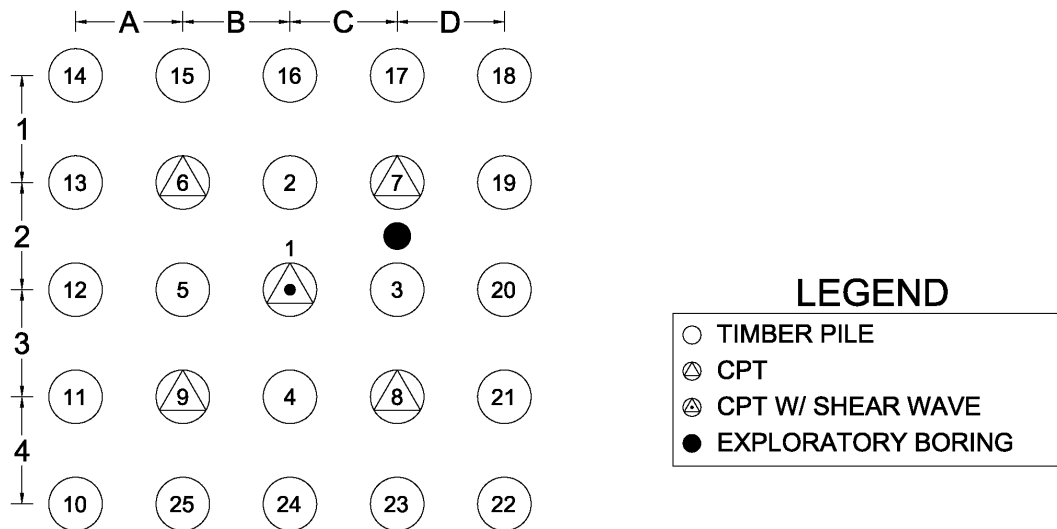 A B C D
14 15 16 17 18
1
13 6 2 7 19
2
1
12 5 3 20
LEGEND
TIMBER PILE
3
CPT
11 9 4 8 21
CPT W/ SHEAR WAVE
EXPLORATORY BORING
4
10 25 24 23 22